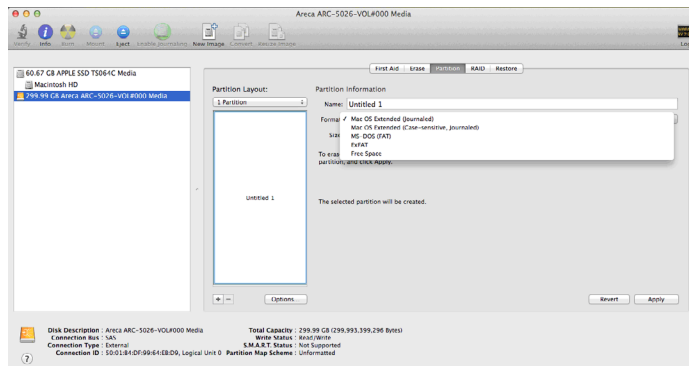 Areca ARC-5026-VOL#000 Media
Verify Info Burn Mount Eject Enable Journaling New Image Convert Resize Image
60.67 GB APPLE SSD TS064C Media
Macintosh HD
299.99 GB Areca ARC-5026-VOL#000 Media
First Aid Erase Partition RAID Restore
Partition Layout: Partition Information
1 Partition
Name: Untitled 1
Format
✓ Mac OS Extended (Journaled)
Mac OS Extended (Case-sensitive, Journaled)
MS-DOS (FAT)
ExFAT
Free Space
Size
To eras
partition, and click Apply.
Untitled 1
The selected partition will be created.
+ − Options... Revert Apply
Disk Description : Areca ARC-5026-VOL#000 Media
Connection Bus : SAS
Connection Type : External
Connection ID : 50:01:B4:DF:99:64:EB:D9, Logical Unit 0
Total Capacity : 299.99 GB (299,993,399,296 Bytes)
Write Status : Read/Write
S.M.A.R.T. Status : Not Supported
Partition Map Scheme : Unformatted
?